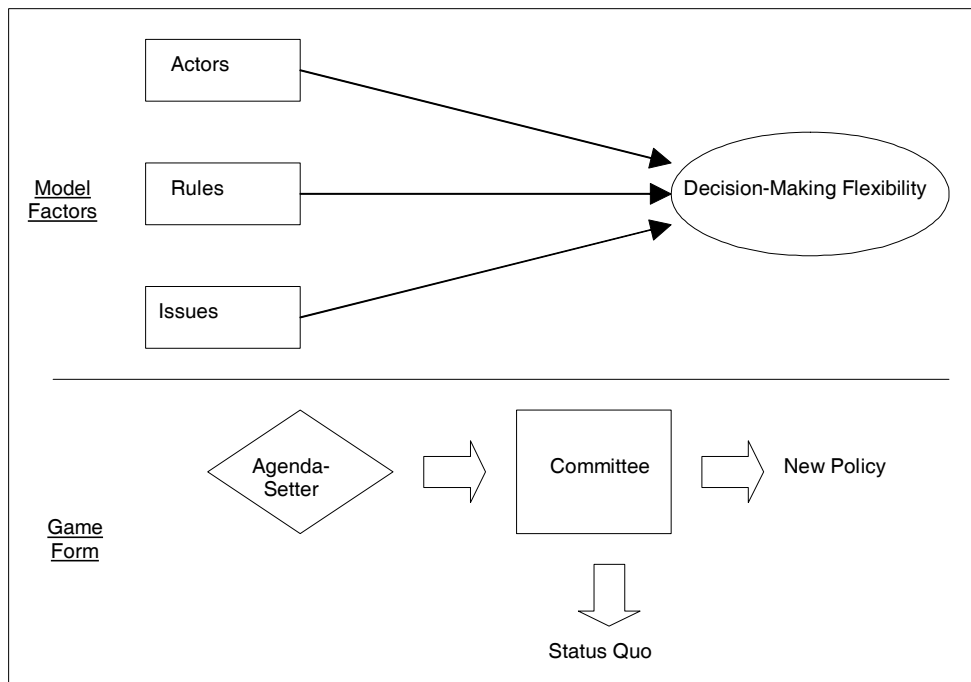 Actors
Model
Factors
Rules
Decision-Making Flexibility
Issues
Game
Form
Agenda-
Setter
Committee
New Policy
Status Quo